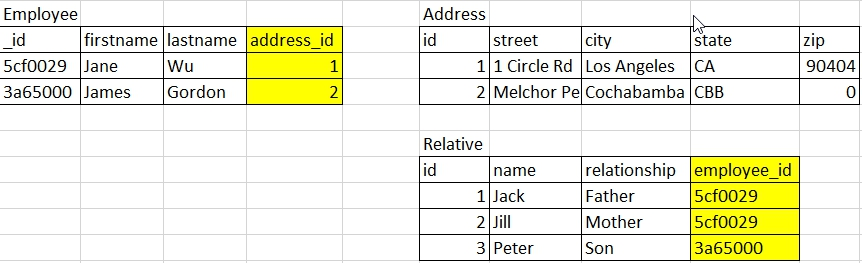 Employee
_id firstname lastname address_id
5cf0029 Jane Wu 1
3a65000 James Gordon 2
Address
id street city state zip
1 1 Circle Rd Los Angeles CA 90404
2 Melchor Pe Cochabamba CBB 0
Relative
id name relationship employee_id
1 Jack Father 5cf0029
2 Jill Mother 5cf0029
3 Peter Son 3a65000